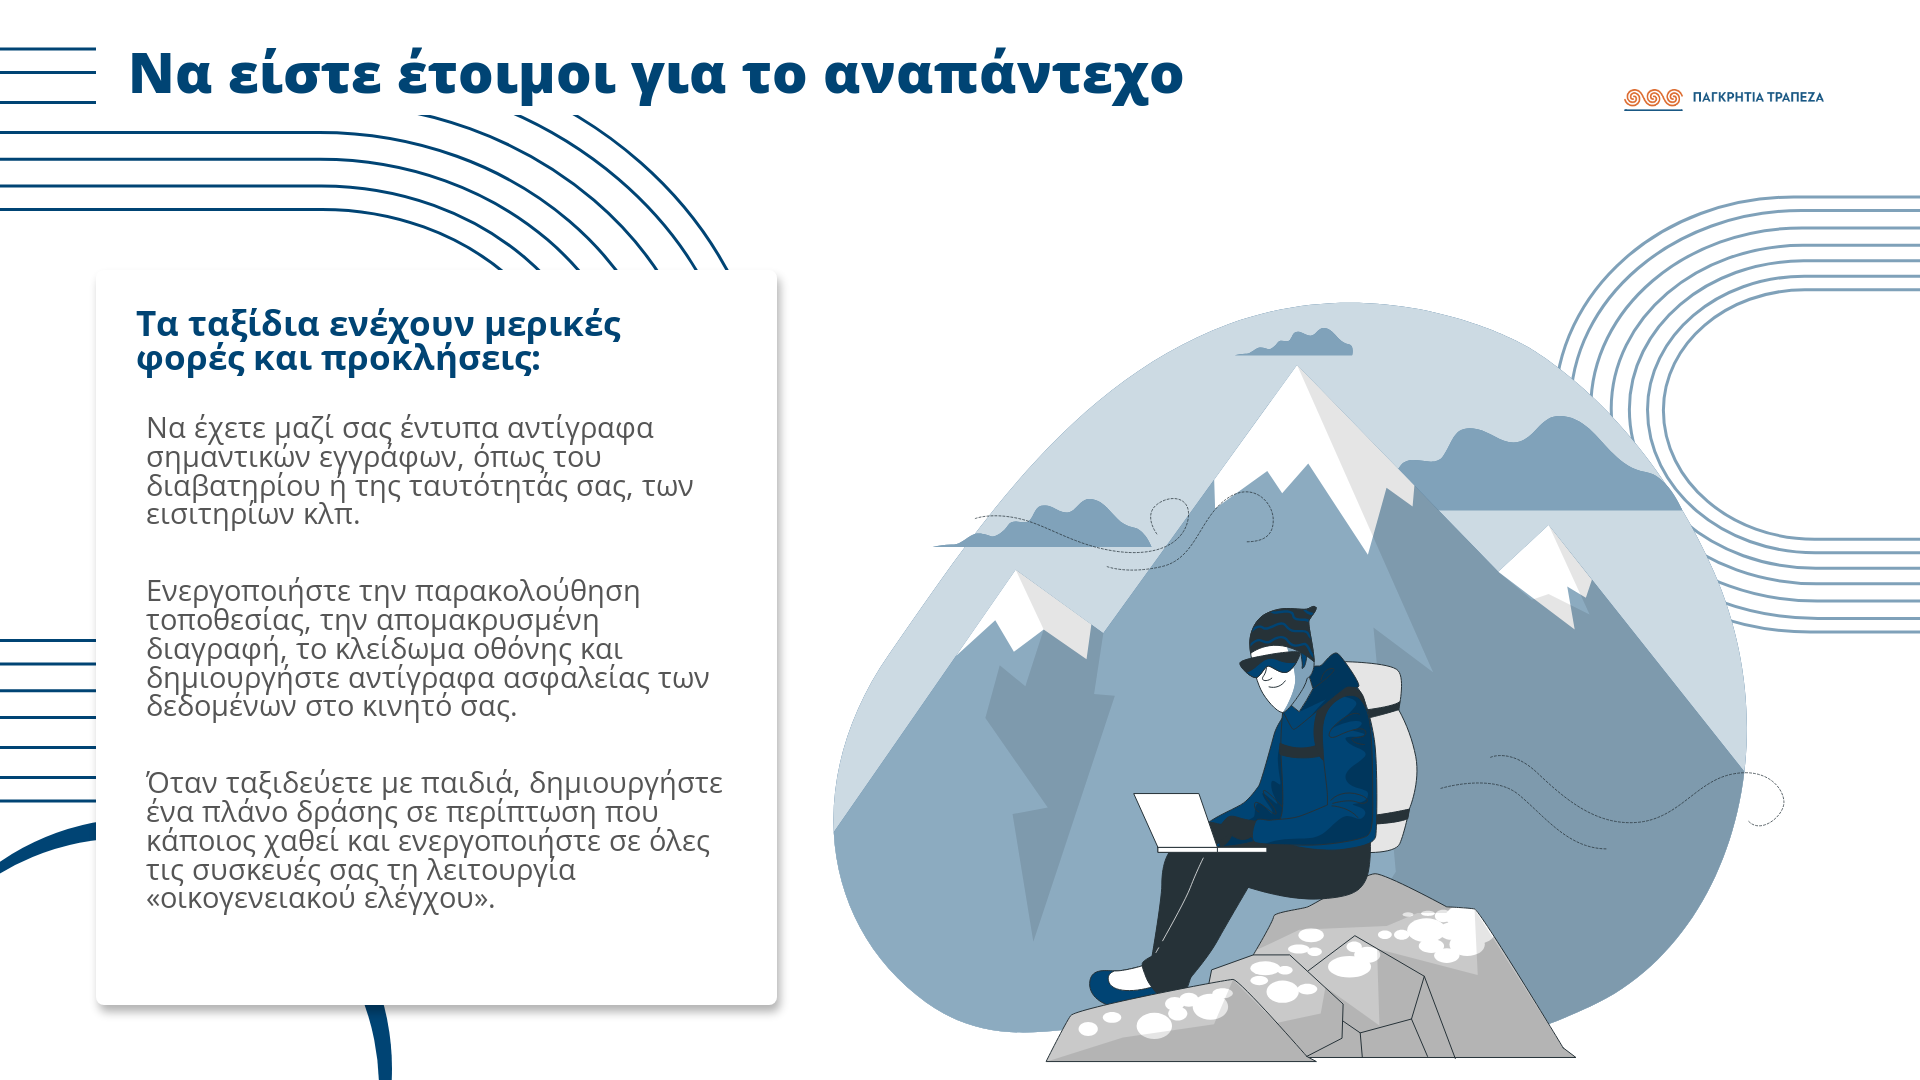 Να είστε έτοιμοι για το αναπάντεχο
ΠΑΓΚΡΗΤΙΑ ΤΡΑΠΕΖΑ
Τα ταξίδια ενέχουν μερικές
φορές και προκλήσεις:
Να έχετε μαζί σας έντυπα αντίγραφα
σημαντικών εγγράφων, όπως του
διαβατηρίου ή της ταυτότητάς σας, των
εισιτηρίων κλπ.
Ενεργοποιήστε την παρακολούθηση
τοποθεσίας, την απομακρυσμένη
διαγραφή, το κλείδωμα οθόνης και
δημιουργήστε αντίγραφα ασφαλείας των
δεδομένων στο κινητό σας.
Όταν ταξιδεύετε με παιδιά, δημιουργήστε
ένα πλάνο δράσης σε περίπτωση που
κάποιος χαθεί και ενεργοποιήστε σε όλες
τις συσκευές σας τη λειτουργία
«οικογενειακού ελέγχου».